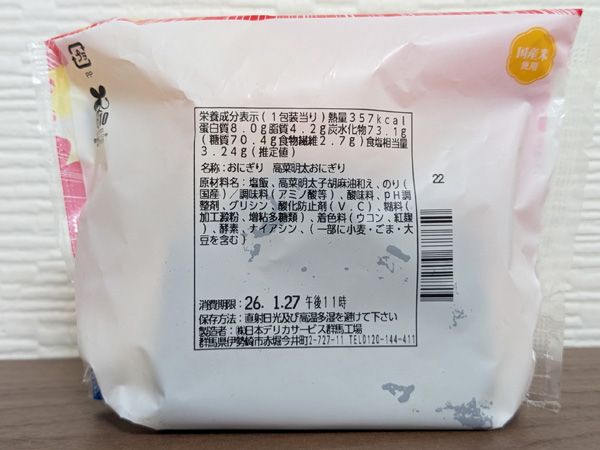 国産米
使用
プラ
PP
栄養成分表示(1包装当り)熱量357kcal
蛋白質8.0g脂質4.2g炭水化物73.1g
(糖質70.4g食物繊維2.7g)食塩相当量
3.24g(推定値)
名称:おにぎり 高菜明太おにぎり
原材料名:塩飯、高菜明太子胡麻油和え、のり(
国産)/調味料(アミノ酸等)、酸味料、pH調
整剤、グリシン、酸化防止剤(V.C)、糊料(
加工澱粉、増粘多糖類)、着色料(ウコン、紅麹
)、酵素、ナイアシン、(一部に小麦・ごま・大
豆を含む)
22
消費期限:26. 1.27 午後11時
保存方法:直射日光及び高温多湿を避けて下さい
製造者:㈱日本デリカサービス群馬工場
群馬県伊勢崎市赤堀今井町2-727-11 TEL0120-144-411